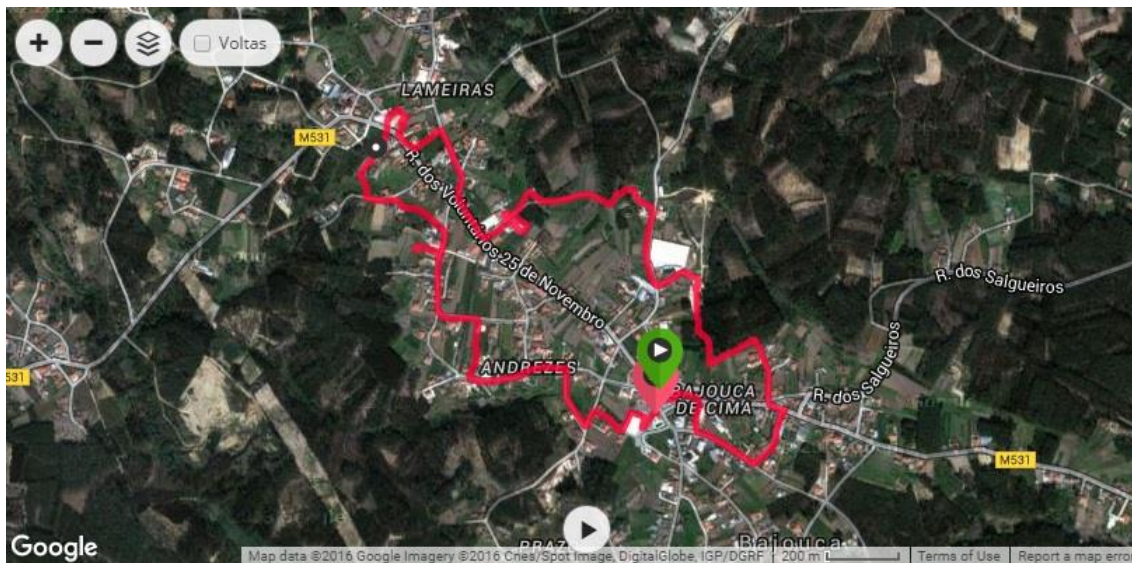 +
−
Voltas
LAMEIRAS
M531
R. dos Voluntários 25 de Novembro
R. dos Salgueiros
R. dos Salgueiros
ANDREZES
BAJOUCA
DE CIMA
531
M531
Bajouca
Google
Map data ©2016 Google Imagery ©2016 Cnes/Spot Image, DigitalGlobe, IGP/DGRF
200 m
Terms of Use
Report a map error